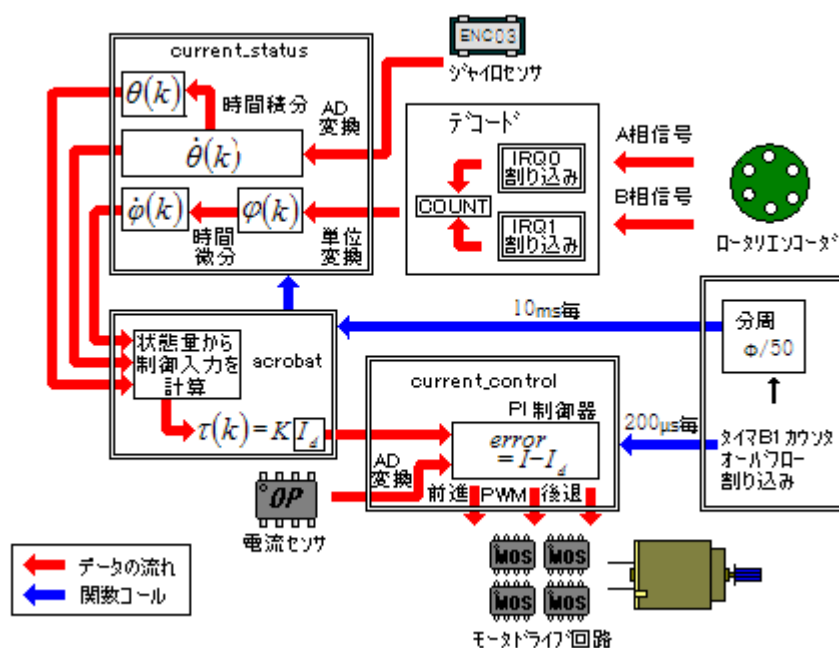 current_status
θ(k)
時間積分
AD
変換
θ̇(k)
φ̇(k)
φ(k)
時間
微分
単位
変換
ENC03
ジャイロセンサ
デコード
IRQ0
割り込み
COUNT
IRQ1
割り込み
A相信号
B相信号
ロータリエンコーダ
10ms毎
分周
Φ/50
200μs毎
タイマB1カウンタ
オーバフロー
割り込み
状態量から
制御入力を
計算
acrobat
τ(k)=K I_d
current_control
PI制御器
error
=I-I_d
AD
変換
前進 PWM 後退
OP
電流センサ
MOS MOS
MOS MOS
モータドライブ回路
データの流れ
関数コール